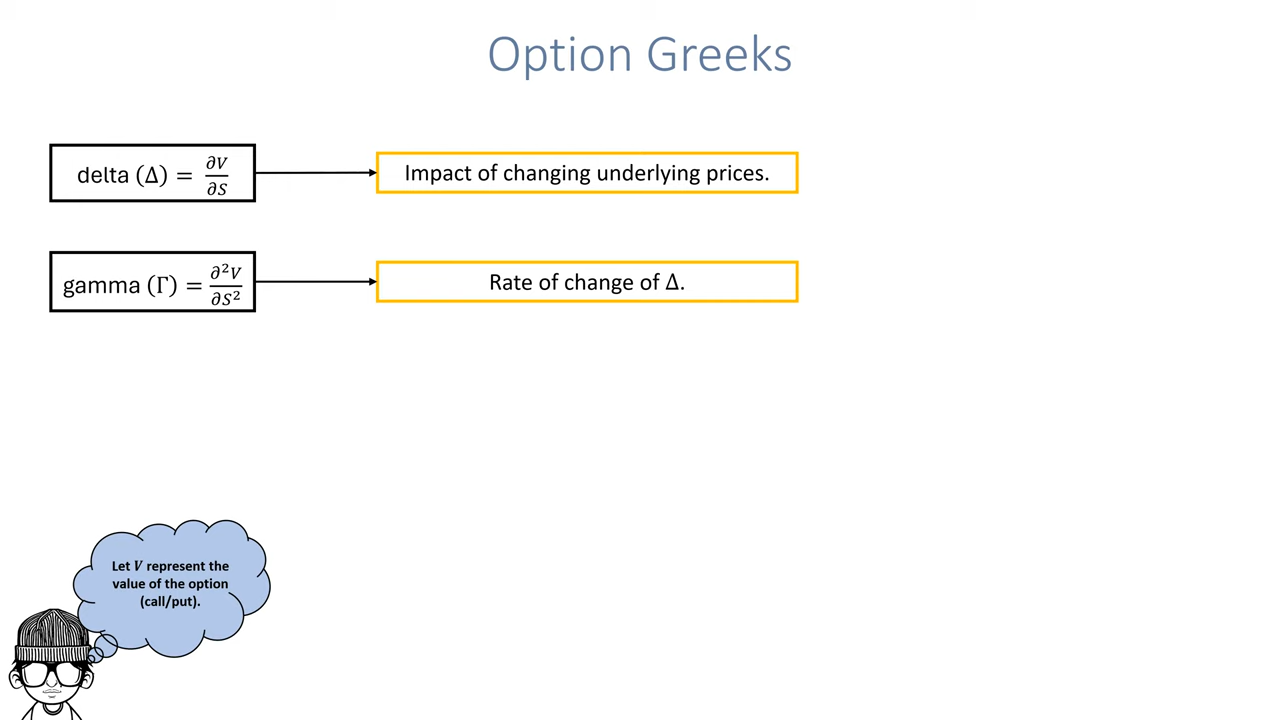 Option Greeks
delta (Δ) = ∂V/∂S
Impact of changing underlying prices.
gamma (Γ) = ∂²V/∂S²
Rate of change of Δ.
Let V represent the
value of the option
(call/put).